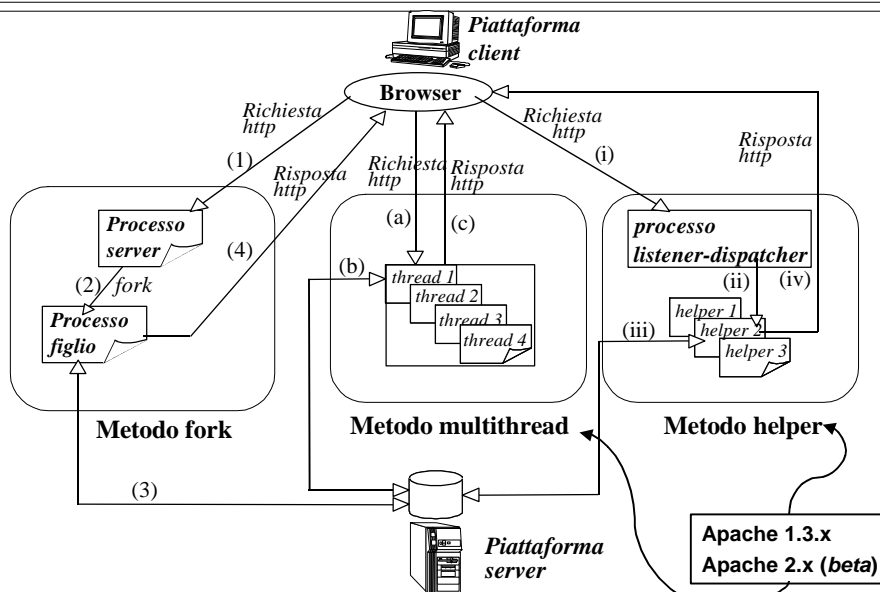 Piattaforma
client
Browser
Richiesta
http
(1)
Risposta
http
(4)
Richiesta
http
(a)
Risposta
http
(c)
Richiesta
http
(i)
Risposta
http
Processo
server
(2) fork
Processo
figlio
Metodo fork
(b)
thread 1
thread 2
thread 3
thread 4
Metodo multithread
processo
listener-dispatcher
(ii)
(iv)
helper 1
helper 2
helper 3
(iii)
Metodo helper
(3)
Piattaforma
server
Apache 1.3.x
Apache 2.x (beta)